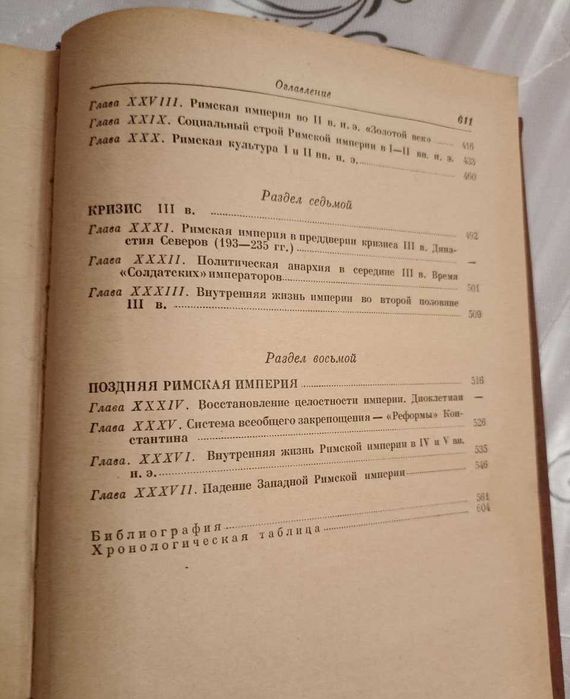 Оглавление 611
Глава XXVIII. Римская империя во II в. н. э. «Золотой век» 416
Глава XXIX. Социальный строй Римской империи в I—II вв. н. э. 435
Глава XXX. Римская культура I и II вв. н. э. 460
Раздел седьмой
КРИЗИС III в. 492
Глава XXXI. Римская империя в преддверии кризиса III в. Дина- —
стия Северов (193—235 гг.)
Глава XXXII. Политическая анархия в середине III в. Время
«Солдатских» императоров 501
Глава XXXIII. Внутренняя жизнь империи во второй половине
III в. 509
Раздел восьмой
ПОЗДНЯЯ РИМСКАЯ ИМПЕРИЯ 516
Глава XXXIV. Восстановление целостности империи. Диоклетиан —
Глава XXXV. Система всеобщего закрепощения — «Реформы» Кон-
стантина 526
Глава. XXXVI. Внутренняя жизнь Римской империи в IV и V вв.
н. э. 535
Глава XXXVII. Падение Западной Римской империи 546
Библиография 561
Хронологическая таблица 604